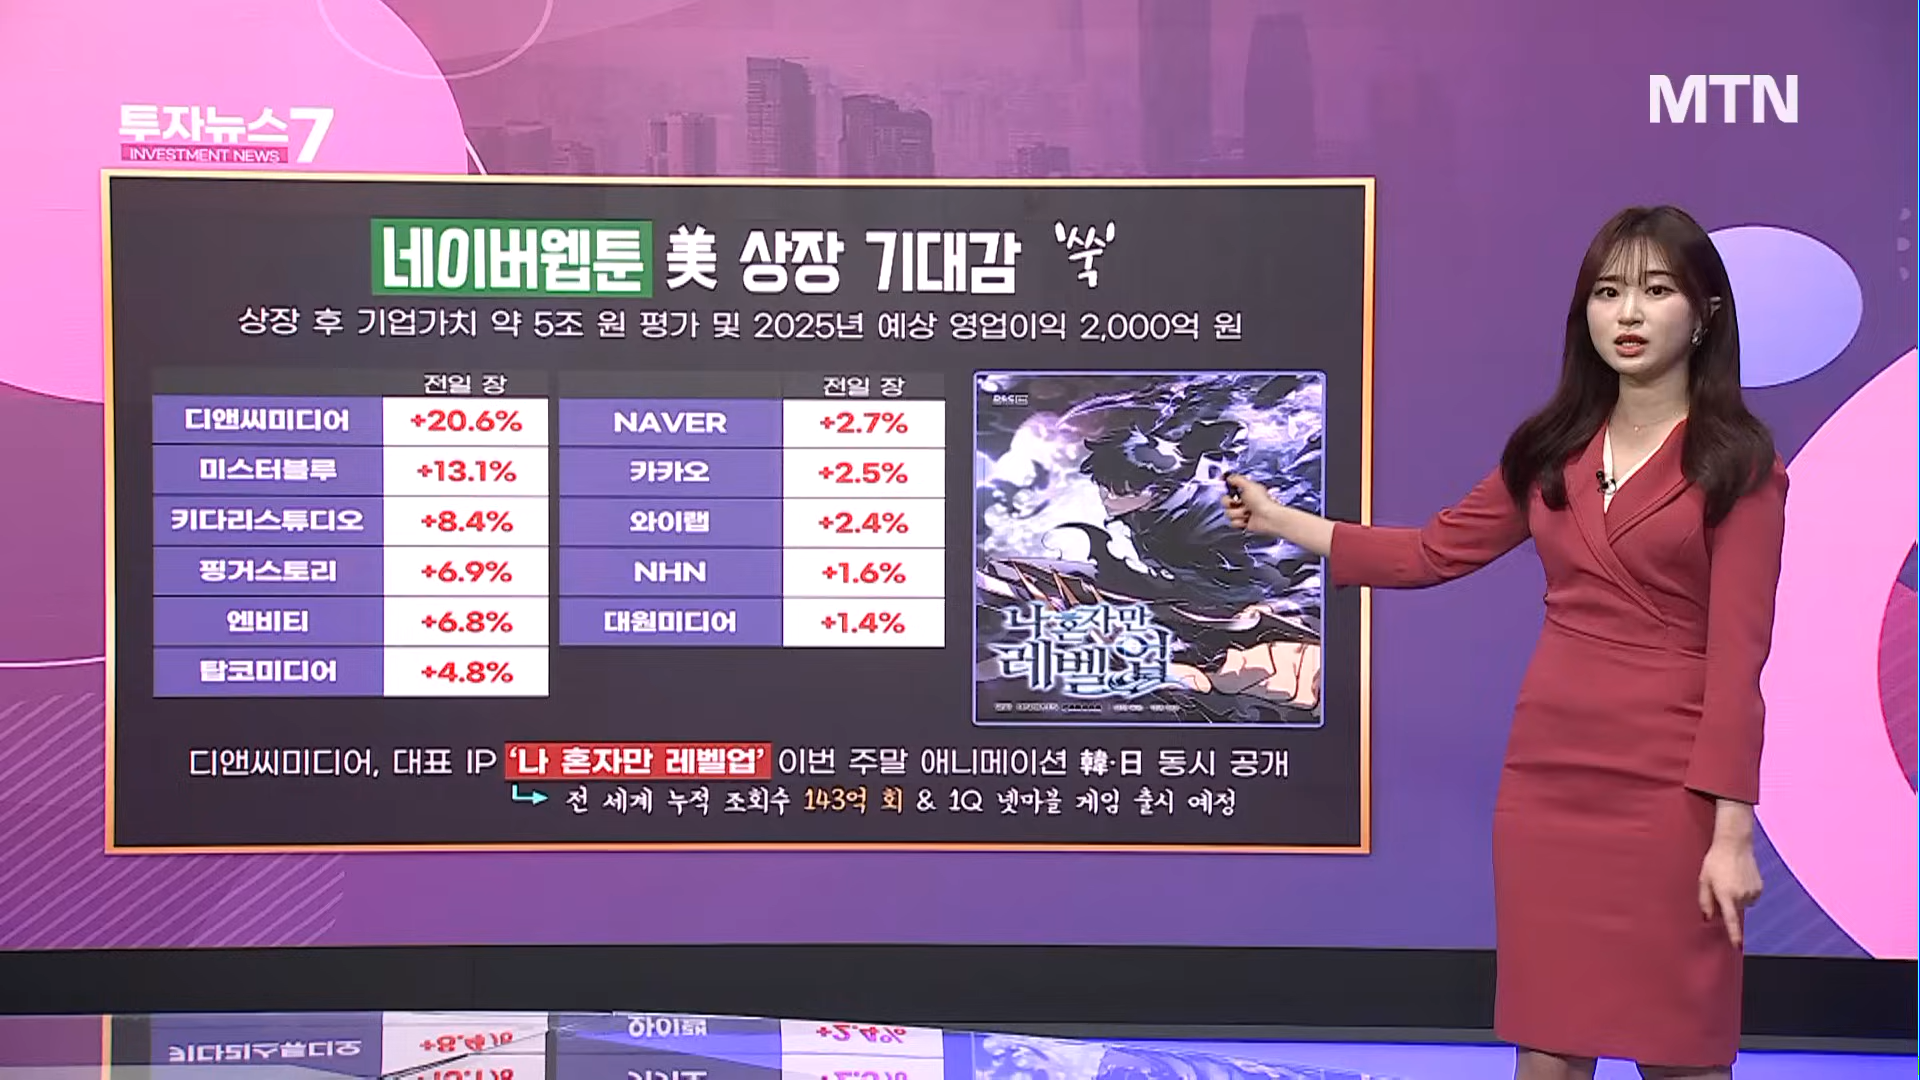 투자뉴스7
INVESTMENT NEWS
MTN
네이버웹툰 美 상장 기대감 '쑥'
상장 후 기업가치 약 5조 원 평가 및 2025년 예상 영업이익 2,000억 원
전일 장
디앤씨미디어 +20.6%
미스터블루 +13.1%
키다리스튜디오 +8.4%
핑거스토리 +6.9%
엔비티 +6.8%
탑코미디어 +4.8%
전일 장
NAVER +2.7%
카카오 +2.5%
와이랩 +2.4%
NHN +1.6%
대원미디어 +1.4%
나 혼자만
레벨업
디앤씨미디어, 대표 IP '나 혼자만 레벨업' 이번 주말 애니메이션 韓·日 동시 공개
전 세계 누적 조회수 143억 회 & 1Q 넷마블 게임 출시 예정